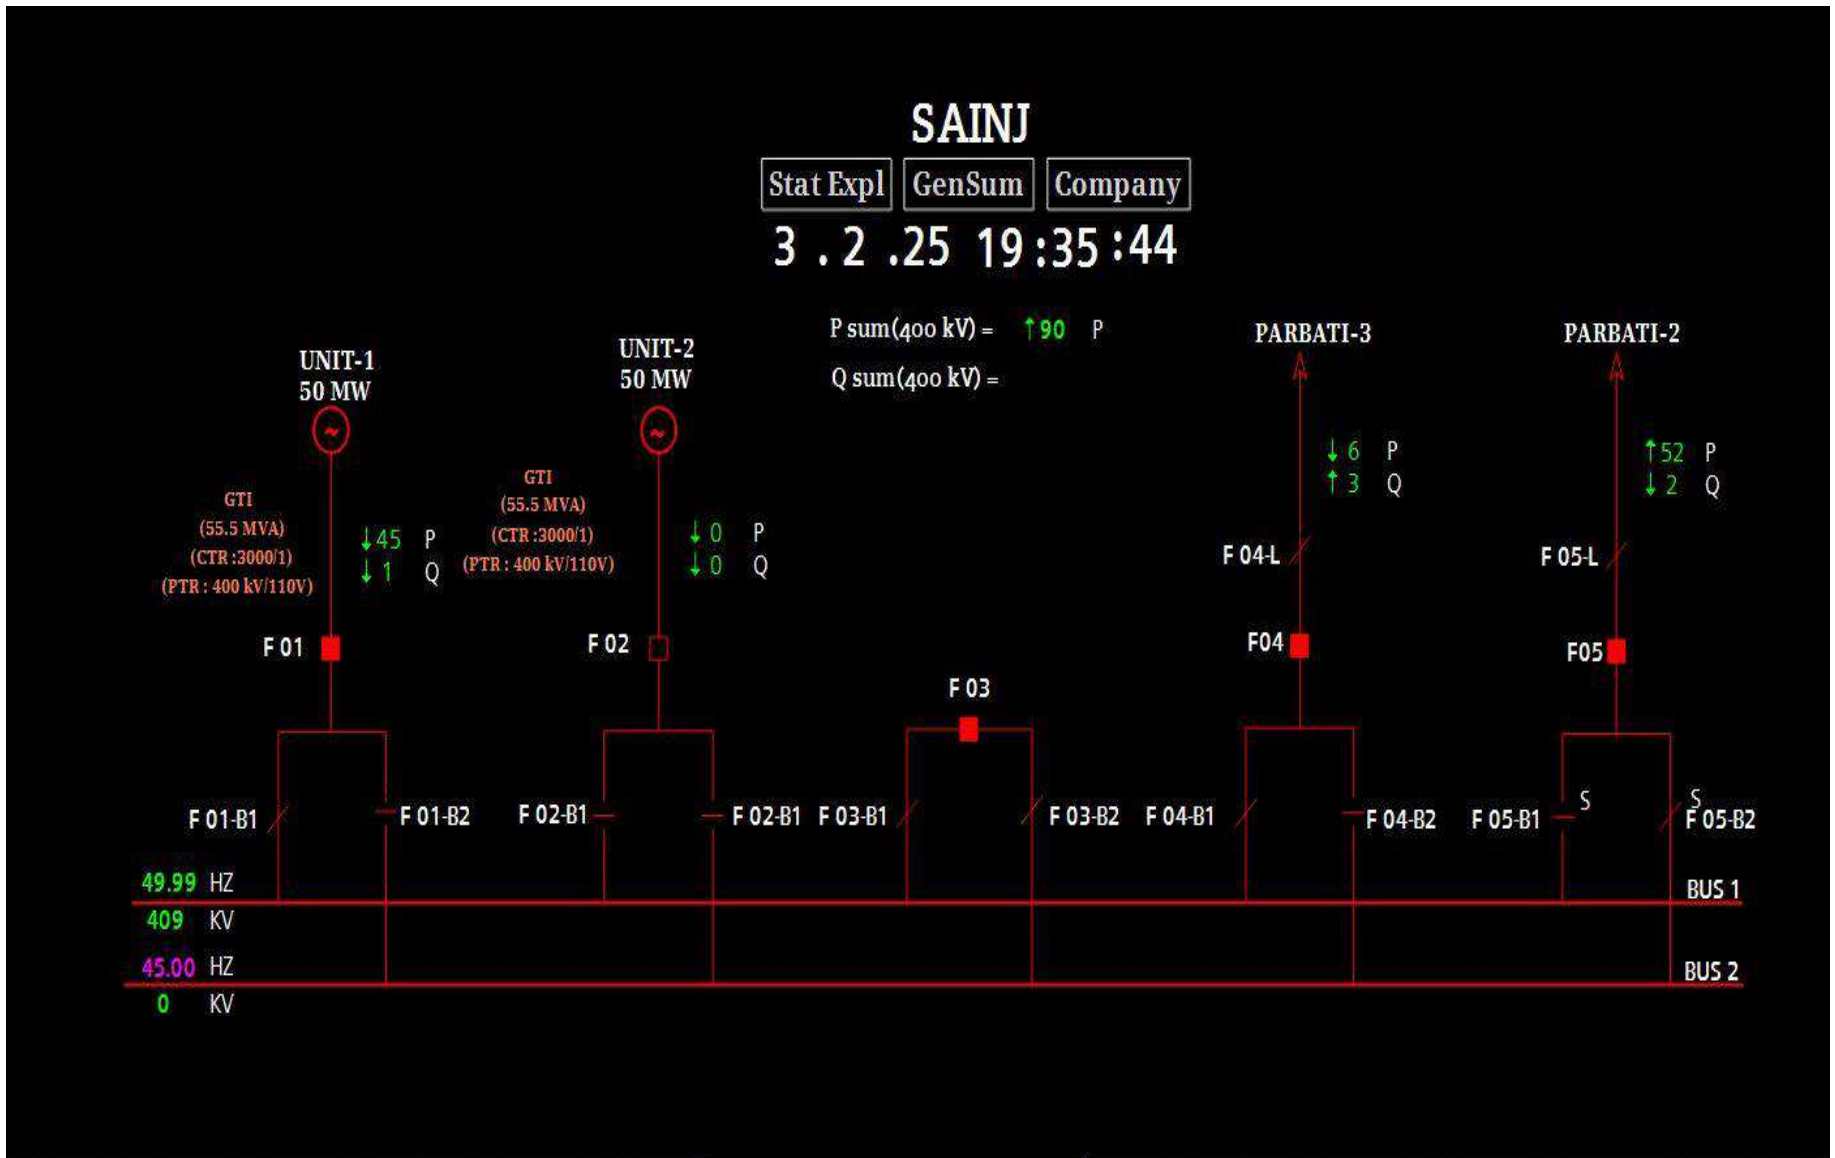 SAINJ
Stat Expl GenSum Company
3 . 2 .25 19 :35 :44
P sum(400 kV) = ↑90 P
Q sum(400 kV) =
UNIT-1
50 MW
UNIT-2
50 MW
PARBATI-3
PARBATI-2
GTI
(55.5 MVA)
(CTR :3000/1)
(PTR : 400 kV/110V)
↓45 P
↓1 Q
GTI
(55.5 MVA)
(CTR :3000/1)
(PTR : 400 kV/110V)
↓0 P
↓0 Q
↓6 P
↑3 Q
↑52 P
↓2 Q
F 04-L
F 05-L
F 01
F 02
F 03
F04
F05
F 01-B1
F 01-B2
F 02-B1
F 02-B1
F 03-B1
F 03-B2
F 04-B1
F 04-B2
F 05-B1
S
S
F 05-B2
49.99 HZ
BUS 1
409 KV
45.00 HZ
BUS 2
0 KV